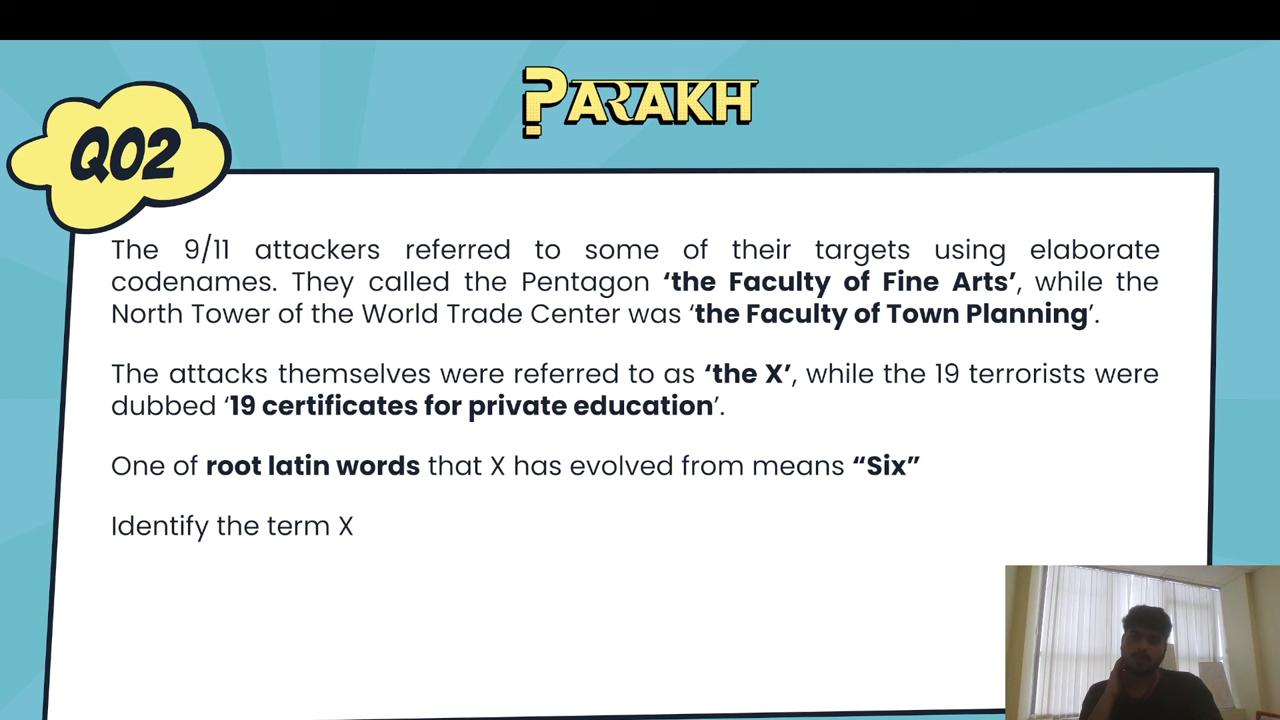 ?PARAKH
Q02
The 9/11 attackers referred to some of their targets using elaborate
codenames. They called the Pentagon ‘the Faculty of Fine Arts’, while the
North Tower of the World Trade Center was ‘the Faculty of Town Planning’.
The attacks themselves were referred to as ‘the X’, while the 19 terrorists were
dubbed ‘19 certificates for private education’.
One of root latin words that X has evolved from means “Six”
Identify the term X